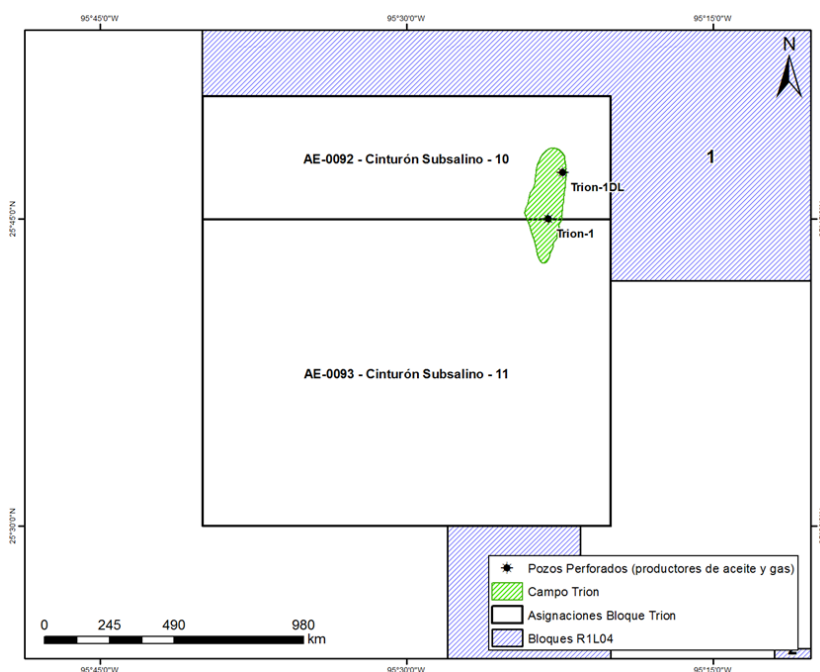 95°45'0"W 95°30'0"W 95°15'0"W
N
1
AE-0092 - Cinturón Subsalino - 10
Trion-1DL
25°45'0"N
Trion-1
AE-0093 - Cinturón Subsalino - 11
25°30'0"N
Pozos Perforados (productores de aceite y gas)
Campo Trion
Asignaciones Bloque Trion
Bloques R1L04
0 245 490 980
km
95°45'0"W 95°30'0"W 95°15'0"W